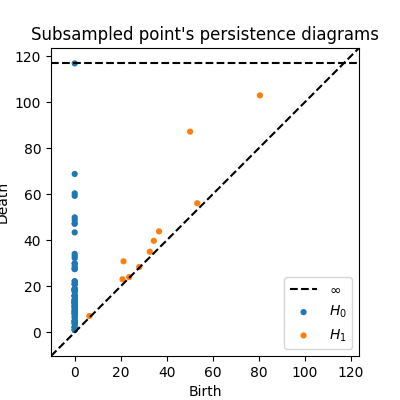 Subsampled point's persistence diagrams
120
100
80
60
40
20
0
Death
∞
H₀
H₁
0 20 40 60 80 100 120
Birth